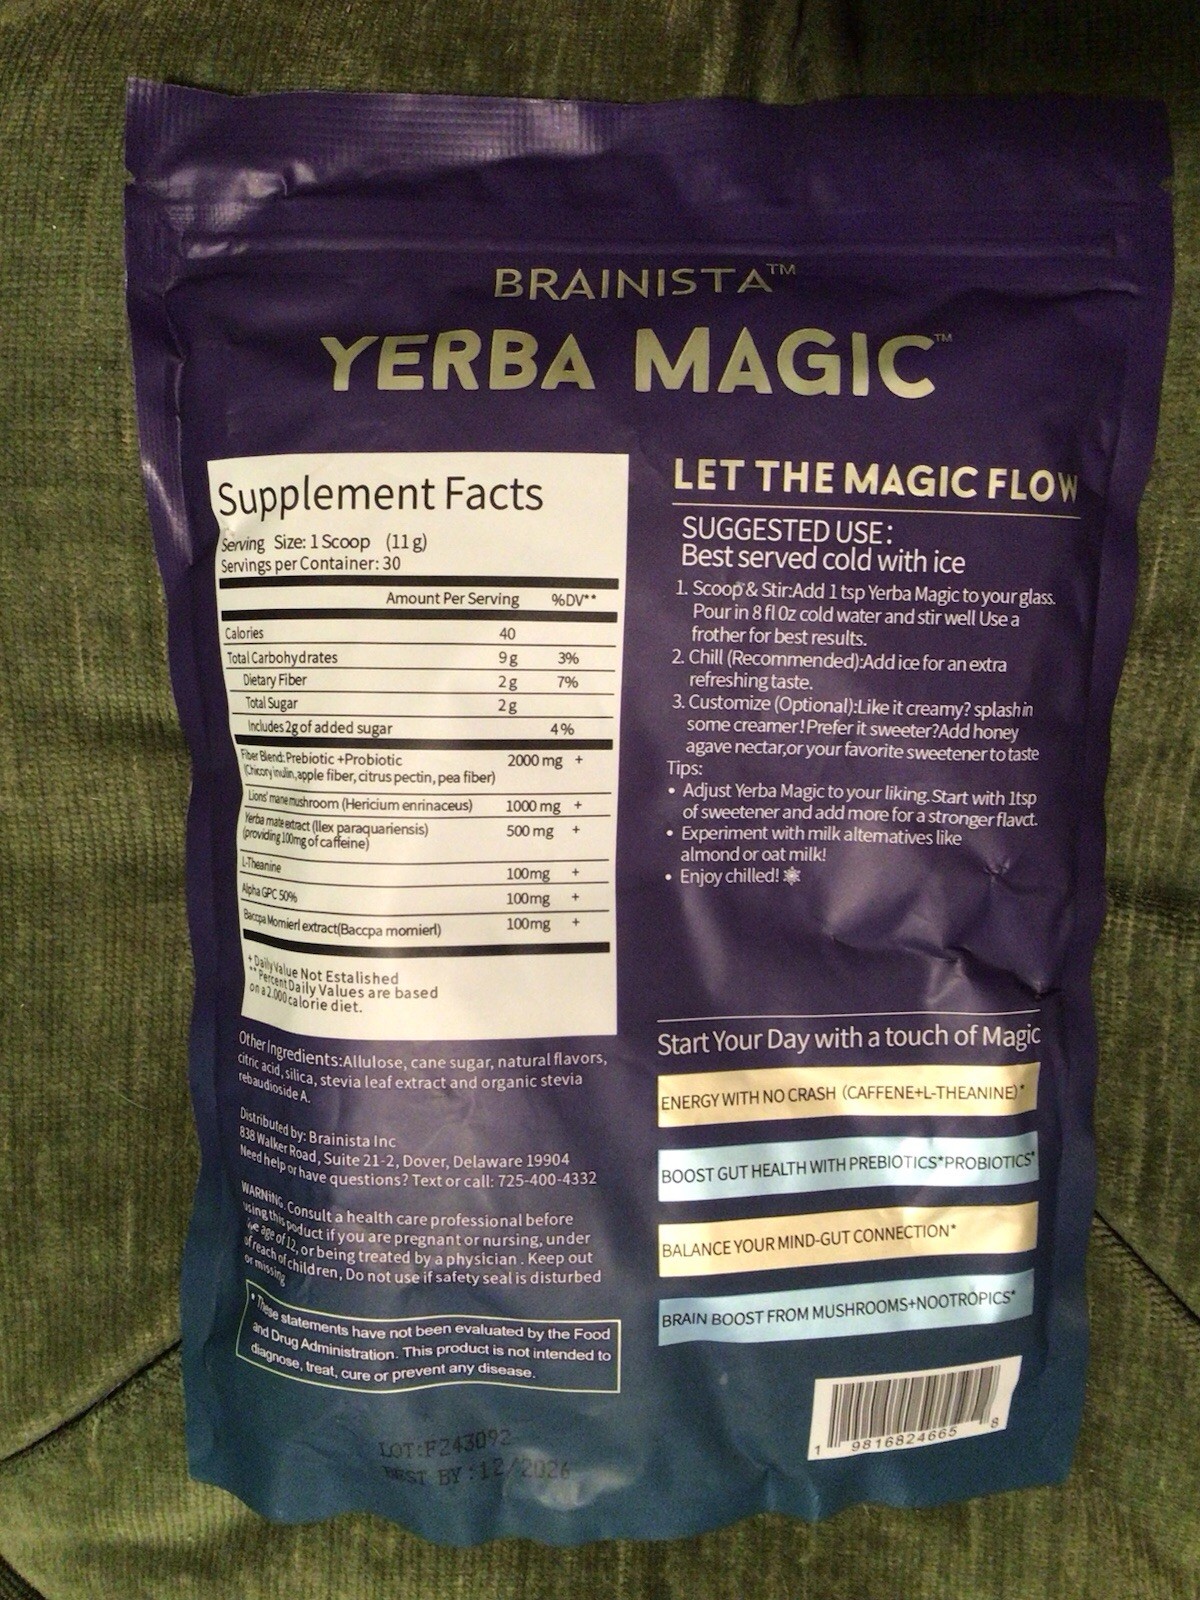 BRAINISTA™
YERBA MAGIC™
Supplement Facts
Serving Size: 1 Scoop (11 g)
Servings per Container: 30
Amount Per Serving %DV**
Calories 40
Total Carbohydrates 9 g 3%
Dietary Fiber 2 g 7%
Total Sugar 2 g
Includes 2g of added sugar 4%
Fiber Blend: Prebiotic +Probiotic 2000 mg +
(Chicory inulin, apple fiber, citrus pectin, pea fiber)
Lions' mane mushroom (Hericium enrinaceus) 1000 mg +
Yerba mate extract (llex paraquariensis) 500 mg +
(providing 100mg of caffeine)
L-Theanine 100mg +
Alpha GPC 50% 100mg +
Baccpa Momierl extract(Baccpa momierl) 100mg +
+ Daily Value Not Estalished
** Percent Daily Values are based
on a 2.000 calorie diet.
Other Ingredients:Allulose, cane sugar, natural flavors,
citric acid, silica, stevia leaf extract and organic stevia
rebaudioside A.
Distributed by: Brainista Inc
838 Walker Road, Suite 21-2, Dover, Delaware 19904
Need help or have questions? Text or call: 725-400-4332
WARNING. Consult a health care professional before
using this poduct if you are pregnant or nursing, under
the age of 12, or being treated by a physician. Keep out
of reach of children, Do not use if safety seal is disturbed
or missing
* These statements have not been evaluated by the Food
and Drug Administration. This product is not intended to
diagnose, treat, cure or prevent any disease.
LOT:F243092
BEST BY:12/2026
LET THE MAGIC FLOW
SUGGESTED USE:
Best served cold with ice
1. Scoop & Stir:Add 1 tsp Yerba Magic to your glass.
Pour in 8 fl Oz cold water and stir well Use a
frother for best results.
2. Chill (Recommended):Add ice for an extra
refreshing taste.
3. Customize (Optional):Like it creamy? splash in
some creamer! Prefer it sweeter?Add honey
agave nectar,or your favorite sweetener to taste
Tips:
• Adjust Yerba Magic to your liking. Start with 1tsp
of sweetener and add more for a stronger flavct.
• Experiment with milk altematives like
almond or oat milk!
• Enjoy chilled! ❄
Start Your Day with a touch of Magic
ENERGY WITH NO CRASH (CAFFENE+L-THEANINE)*
BOOST GUT HEALTH WITH PREBIOTICS*PROBIOTICS*
BALANCE YOUR MIND-GUT CONNECTION*
BRAIN BOOST FROM MUSHROOMS+NOOTROPICS*
1 9816824665 8